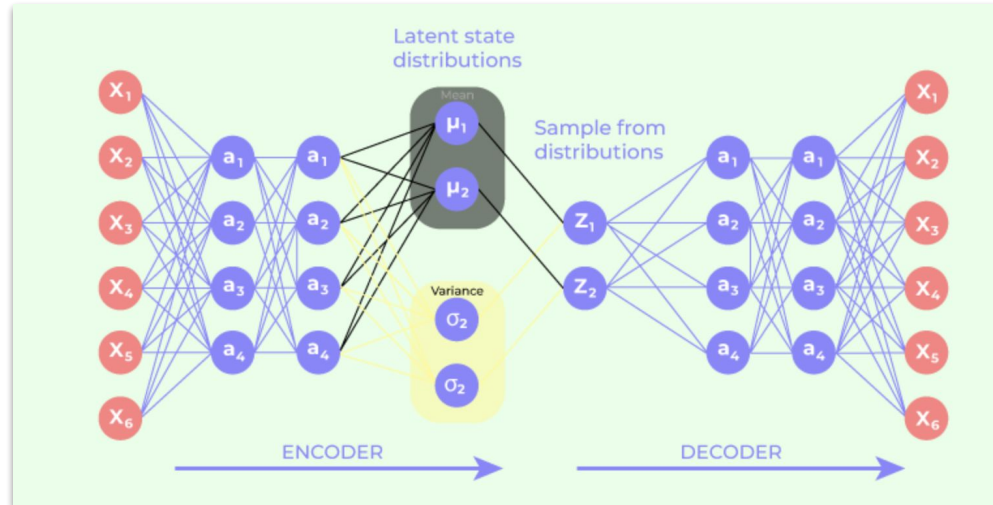 Latent state
distributions
Mean
X₁
X₂
X₃
X₄
X₅
X₆
a₁
a₂
a₃
a₄
a₁
a₂
a₃
a₄
μ₁
μ₂
Variance
σ₂
σ₂
Sample from
distributions
Z₁
Z₂
a₁
a₂
a₃
a₄
a₁
a₂
a₃
a₄
X₁
X₂
X₃
X₄
X₅
X₆
ENCODER
DECODER